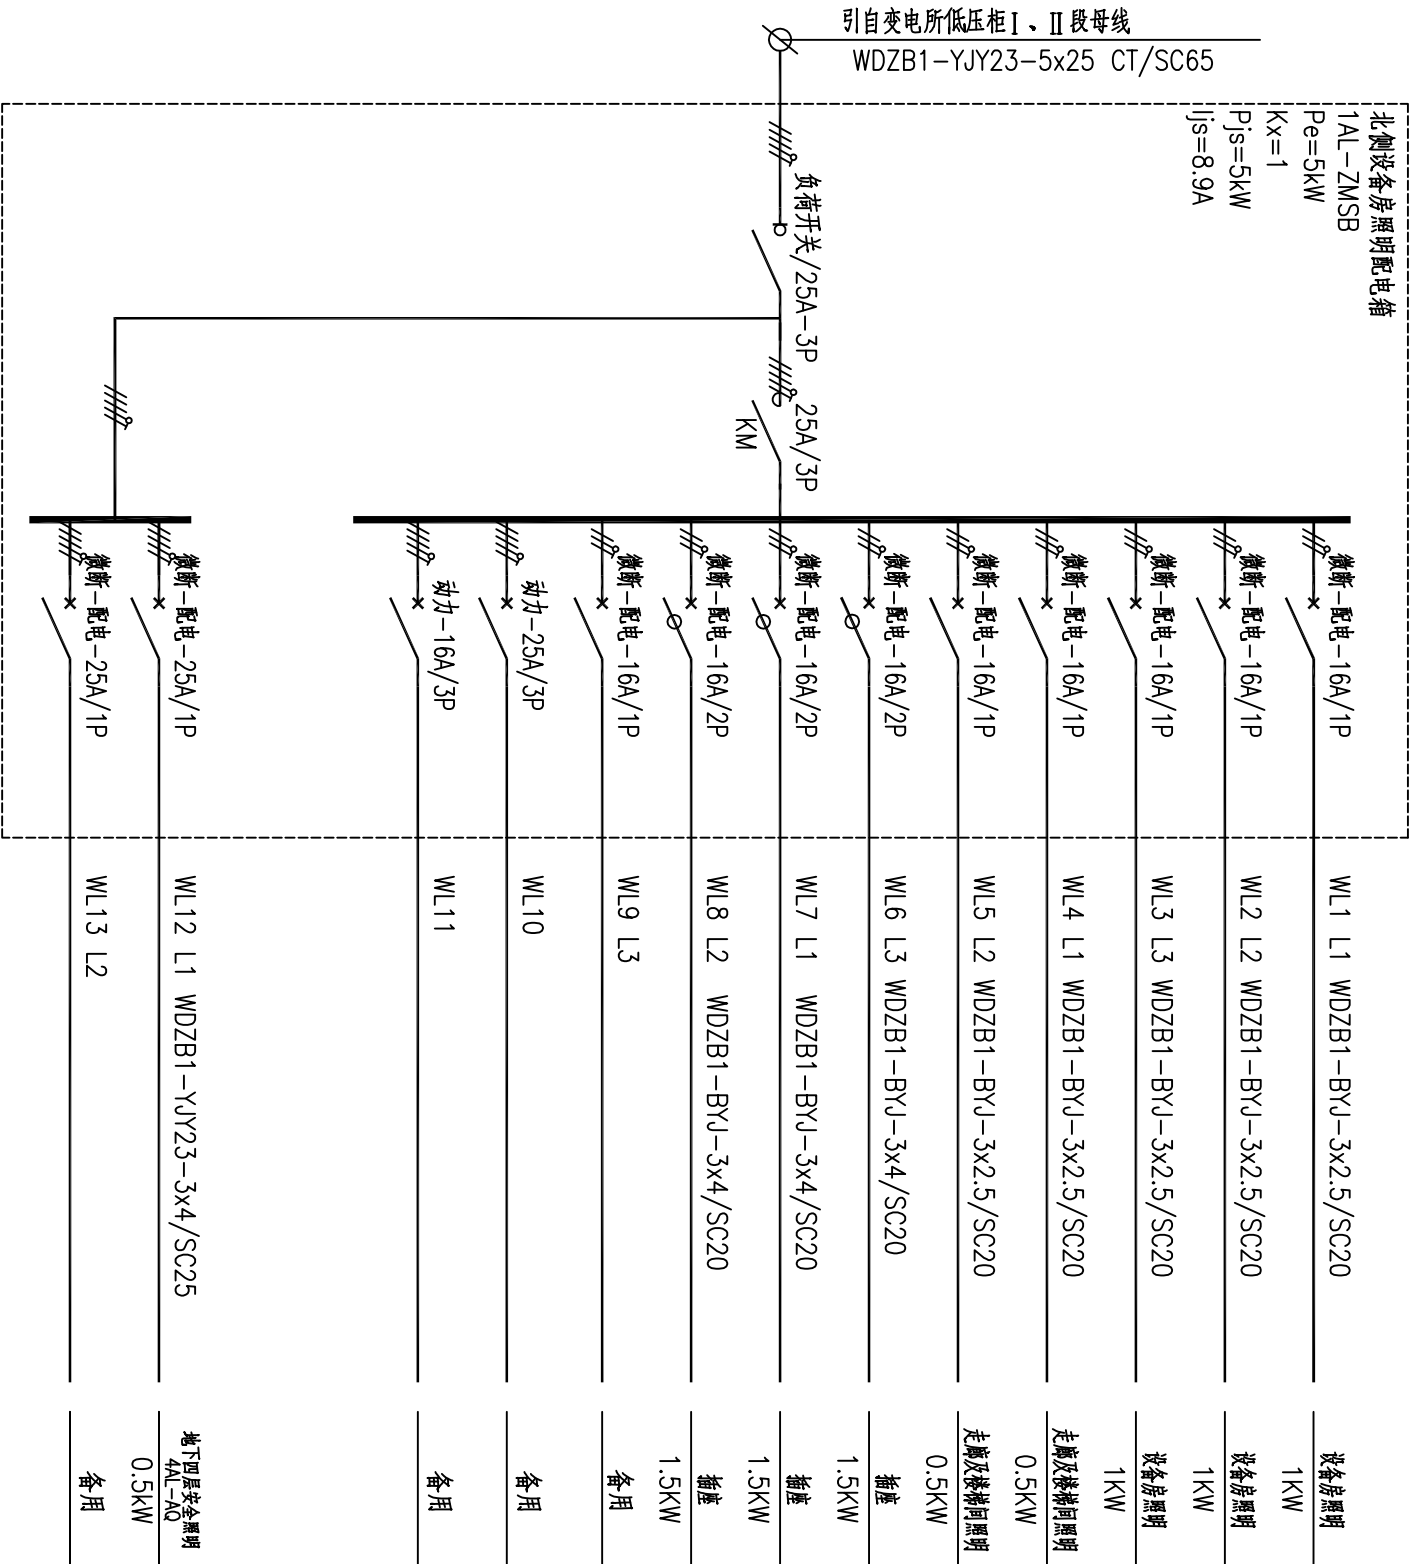 引自变电所低压柜Ⅰ、Ⅱ段母线
WDZB1-YJY23-5x25 CT/SC65
北侧设备房照明配电箱
1AL-ZMSB
Pe=5kW
Kx=1
Pjs=5kW
Ijs=8.9A
负荷开关/25A-3P
25A/3P
KM
微断-配电-16A/1P
WL1 L1 WDZB1-BYJ-3x2.5/SC20
设备房照明
1KW
微断-配电-16A/1P
WL2 L2 WDZB1-BYJ-3x2.5/SC20
设备房照明
1KW
微断-配电-16A/1P
WL3 L3 WDZB1-BYJ-3x2.5/SC20
设备房照明
1KW
微断-配电-16A/1P
WL4 L1 WDZB1-BYJ-3x2.5/SC20
走廊及楼梯间照明
0.5KW
微断-配电-16A/1P
WL5 L2 WDZB1-BYJ-3x2.5/SC20
走廊及楼梯间照明
0.5KW
微断-配电-16A/2P
WL6 L3 WDZB1-BYJ-3x4/SC20
插座
1.5KW
微断-配电-16A/2P
WL7 L1 WDZB1-BYJ-3x4/SC20
插座
1.5KW
微断-配电-16A/2P
WL8 L2 WDZB1-BYJ-3x4/SC20
插座
1.5KW
微断-配电-16A/1P
WL9 L3
备用
动力-25A/3P
WL10
备用
动力-16A/3P
WL11
备用
微断-配电-25A/1P
WL12 L1 WDZB1-YJY23-3x4/SC25
地下四层安全照明
4AL-AQ
0.5kW
微断-配电-25A/1P
WL13 L2
备用